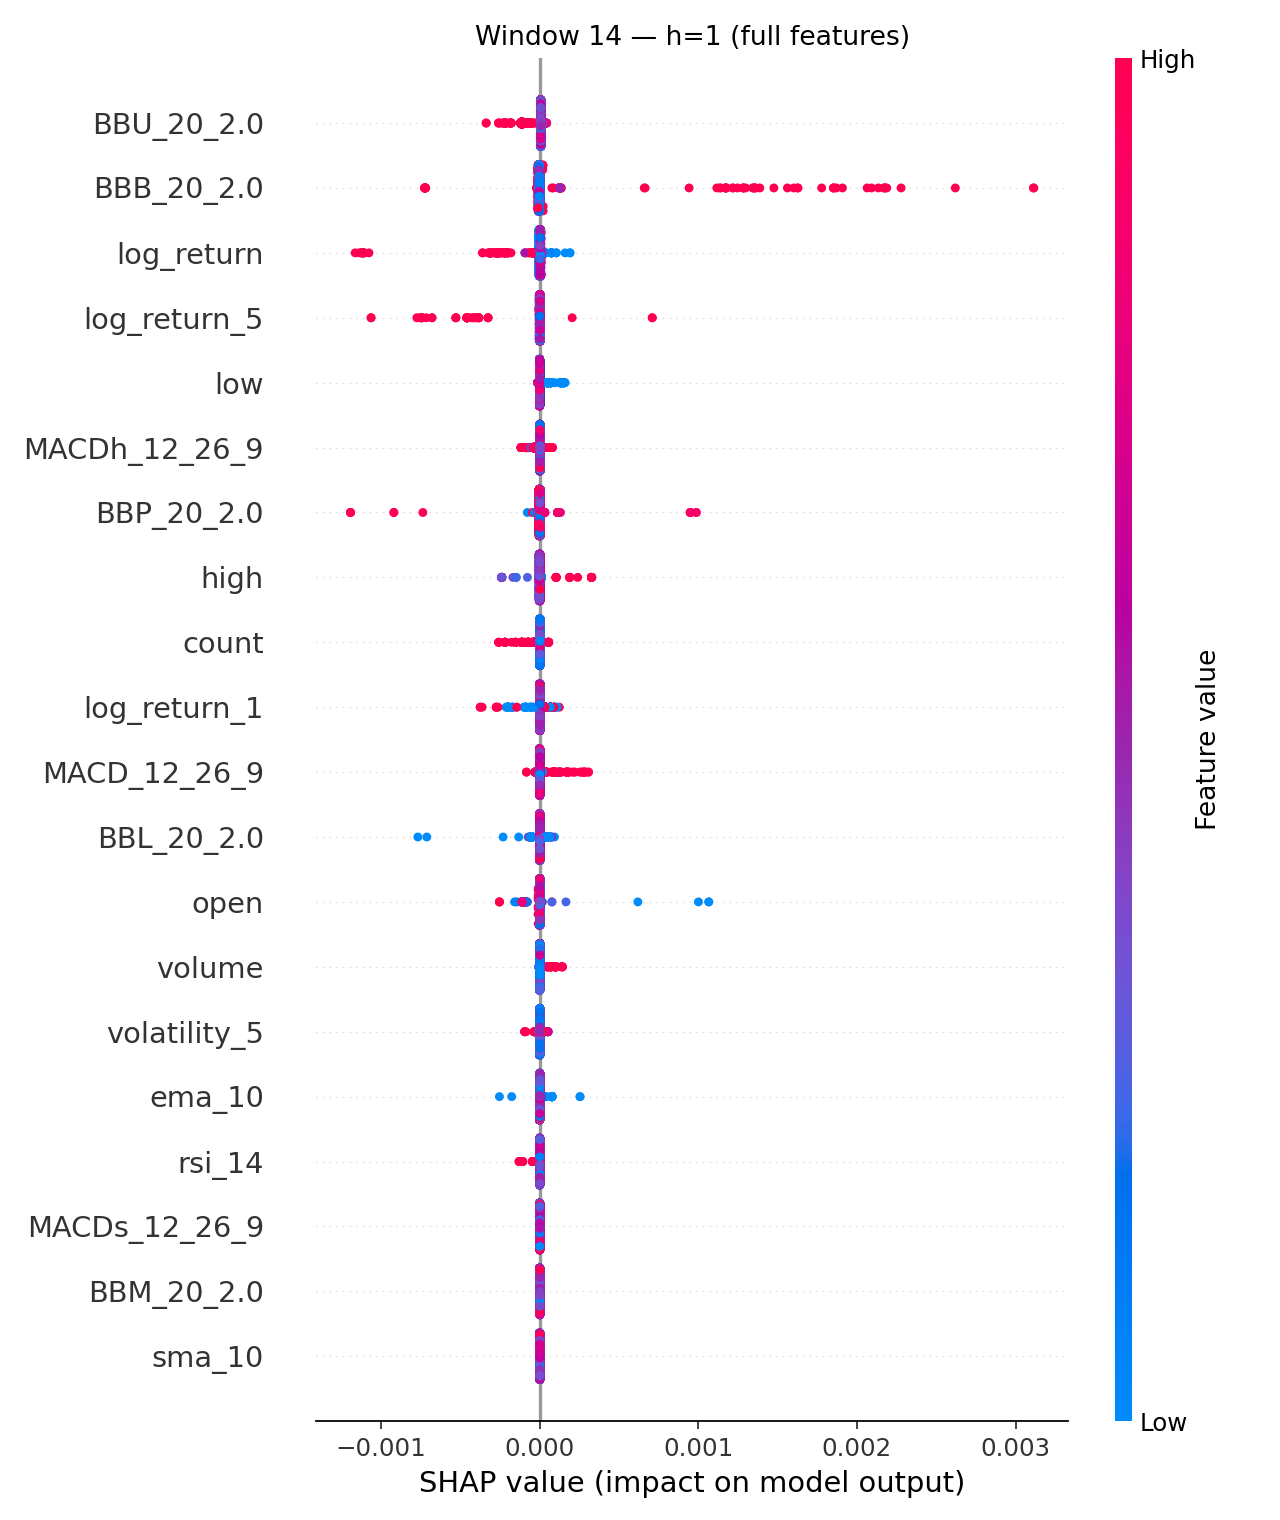 Window 14 — h=1 (full features)
High
BBU_20_2.0
BBB_20_2.0
log_return
log_return_5
low
MACDh_12_26_9
BBP_20_2.0
high
count
log_return_1
MACD_12_26_9
BBL_20_2.0
open
volume
volatility_5
ema_10
rsi_14
MACDs_12_26_9
BBM_20_2.0
sma_10
Feature value
Low
−0.001 0.000 0.001 0.002 0.003
SHAP value (impact on model output)